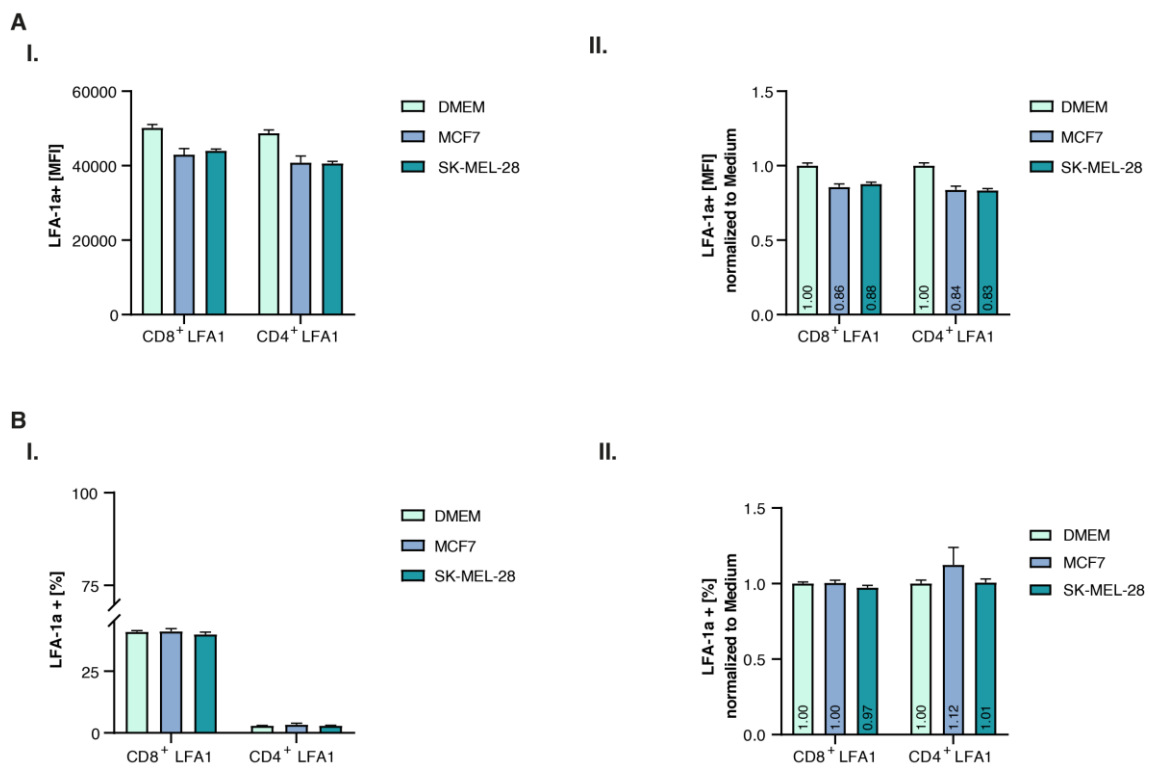 A
I.
60000
40000
20000
0
LFA-1a+ [MFI]
CD8+ LFA1
CD4+ LFA1
DMEM
MCF7
SK-MEL-28
II.
1.5
1.0
0.5
0.0
LFA-1a+ [MFI]
normalized to Medium
1.00
0.86
0.88
1.00
0.84
0.83
CD8+ LFA1
CD4+ LFA1
DMEM
MCF7
SK-MEL-28
B
I.
100
75
25
0
LFA-1a + [%]
CD8+ LFA1
CD4+ LFA1
DMEM
MCF7
SK-MEL-28
II.
1.5
1.0
0.5
0.0
LFA-1a + [%]
normalized to Medium
1.00
1.00
0.97
1.00
1.12
1.01
CD8+ LFA1
CD4+ LFA1
DMEM
MCF7
SK-MEL-28